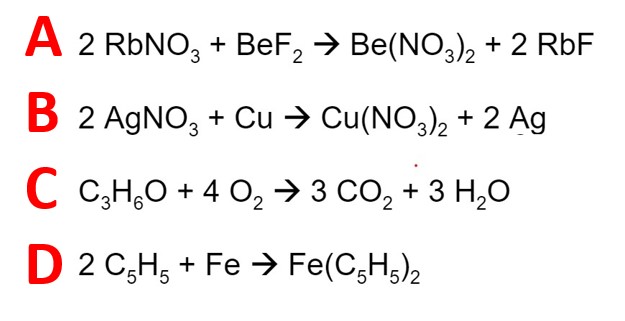 A 2 RbNO₃ + BeF₂ → Be(NO₃)₂ + 2 RbF
B 2 AgNO₃ + Cu → Cu(NO₃)₂ + 2 Ag
C C₃H₆O + 4 O₂ → 3 CO₂ + 3 H₂O
D 2 C₅H₅ + Fe → Fe(C₅H₅)₂